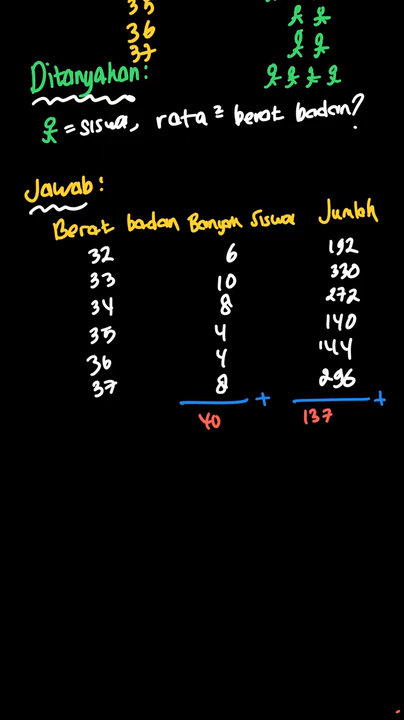 35
36
37
Ditanyakan:
= siswa, rata² berat badan?
Jawab:
Berat badan Banyak Siswa Jumlah
32 6 192
33 10 330
34 8 272
35 4 140
36 4 144
37 8 296
+ +
40 137